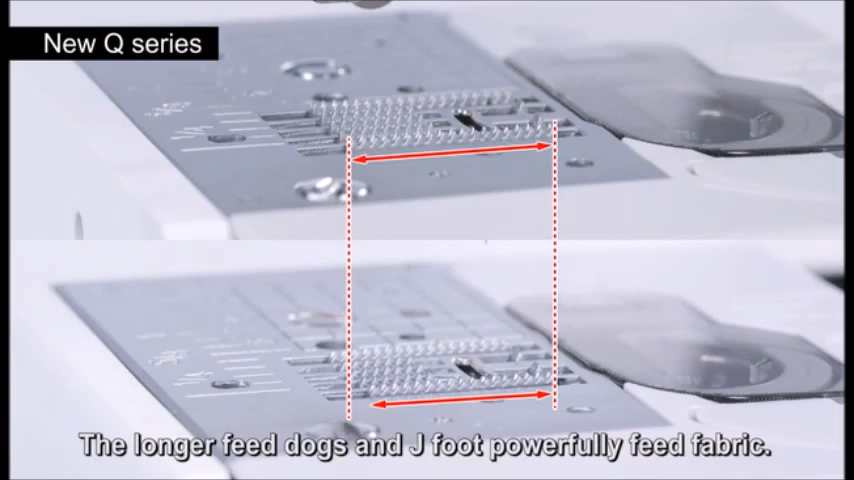 New Q series
The longer feed dogs and J foot powerfully feed fabric.